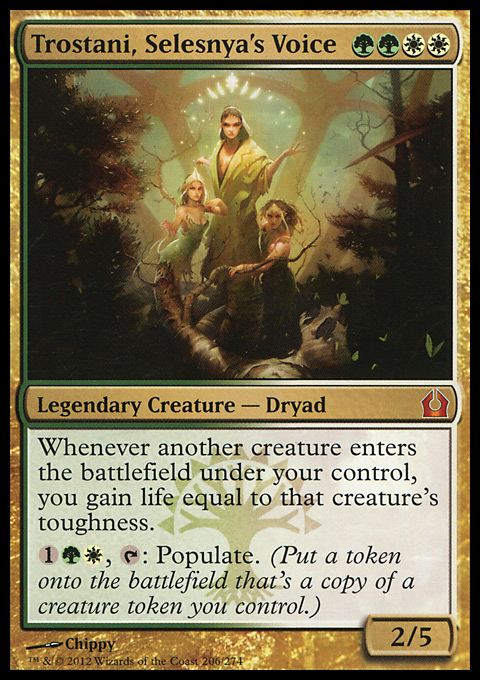 Trostani, Selesnya's Voice
Legendary Creature — Dryad
Whenever another creature enters
the battlefield under your control,
you gain life equal to that creature's
toughness.
1, : Populate. (Put a token
onto the battlefield that's a copy of a
creature token you control.)
2/5
Chippy
™ & © 2012 Wizards of the Coast 206/274